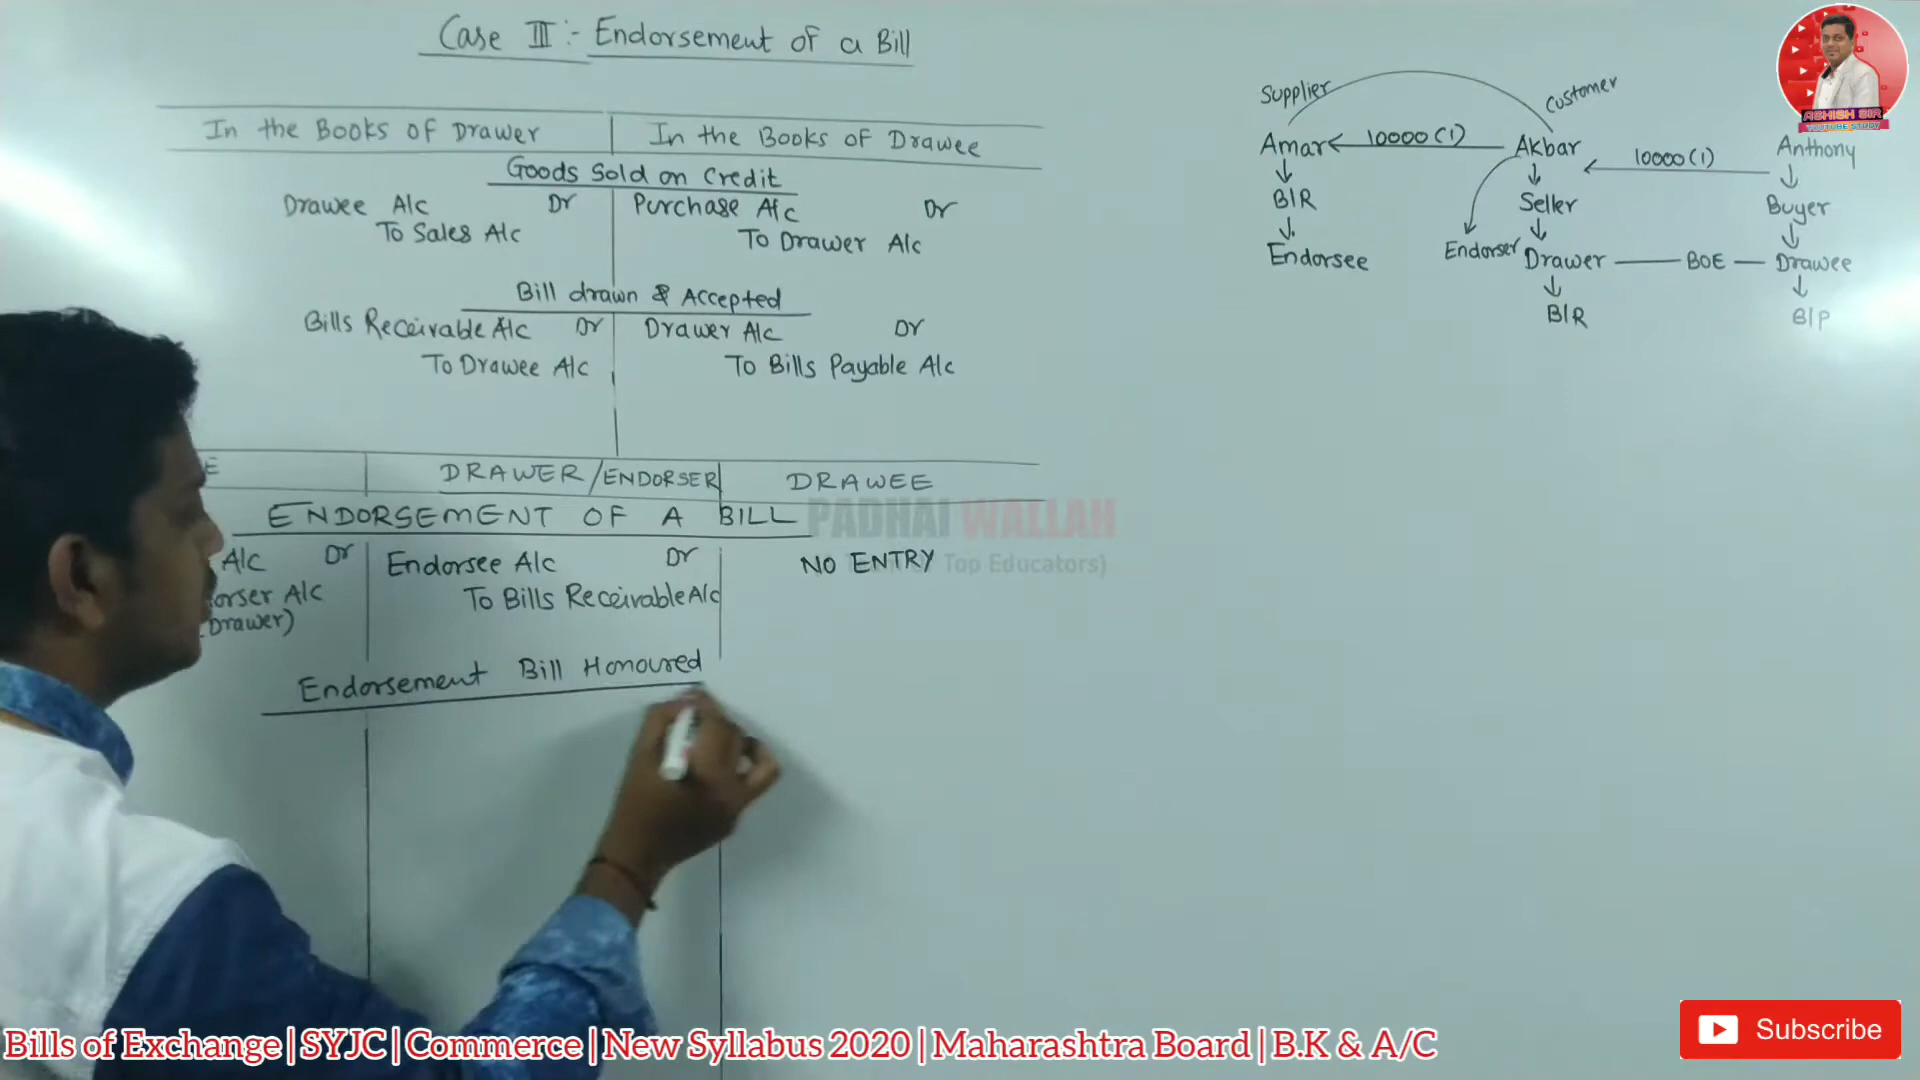 Case III :- Endorsement of a Bill
In the Books of Drawer
In the Books of Drawee
Goods Sold on Credit
Drawee A/c Dr
To Sales A/c
Purchase A/c Dr
To Drawer A/c
Bill drawn & Accepted
Bills Receivable A/c Dr
To Drawee A/c
Drawer A/c Dr
To Bills Payable A/c
E
DRAWER/ENDORSER
DRAWEE
ENDORSEMENT OF A BILL
A/c Dr
orser A/c
Drawer)
Endorsee A/c Dr
To Bills Receivable A/c
NO ENTRY
Endorsement Bill Honoured
Supplier
Customer
Amar
10000(1)
Akbar
10000(1)
Anthony
B/R
Seller
Buyer
Endorsee
Endorser
Drawer
BOE
Drawee
B/R
B/P
PADHAI WALLAH
Top Educators)
ASHISH SIR
YOUTUBE STUDY
Bills of Exchange | SYJC | Commerce | New Syllabus 2020 | Maharashtra Board | B.K & A/C
Subscribe